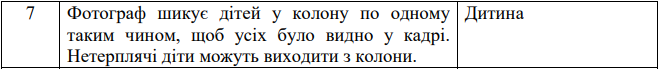 7 Фотограф шикує дітей у колону по одному Дитина
таким чином, щоб усіх було видно у кадрі.
Нетерплячі діти можуть виходити з колони.